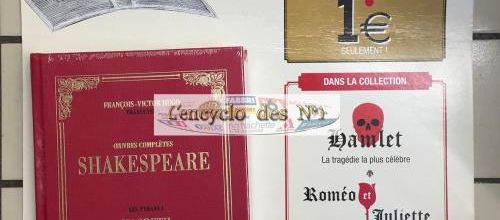 1€
SEULEMENT !
FRANÇOIS-VICTOR HUGO
ŒUVRES COMPLÈTES
SHAKESPEARE
L'encyclo des N°1
DANS LA COLLECTION
Hamlet
La tragédie la plus célèbre
Roméo et
Juliette